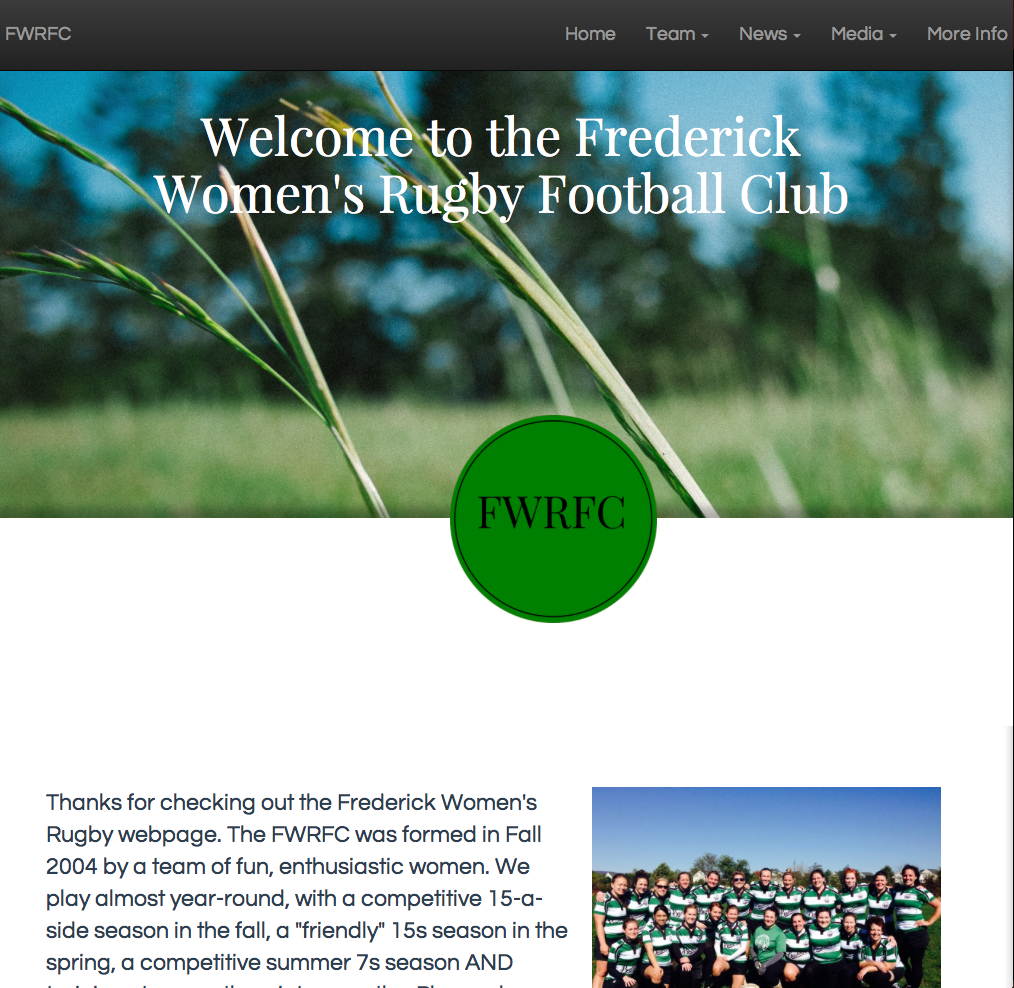 FWRFC
Home Team News Media More Info
Welcome to the Frederick
Women's Rugby Football Club
FWRFC
Thanks for checking out the Frederick Women's
Rugby webpage. The FWRFC was formed in Fall
2004 by a team of fun, enthusiastic women. We
play almost year-round, with a competitive 15-a-
side season in the fall, a "friendly" 15s season in the
spring, a competitive summer 7s season AND